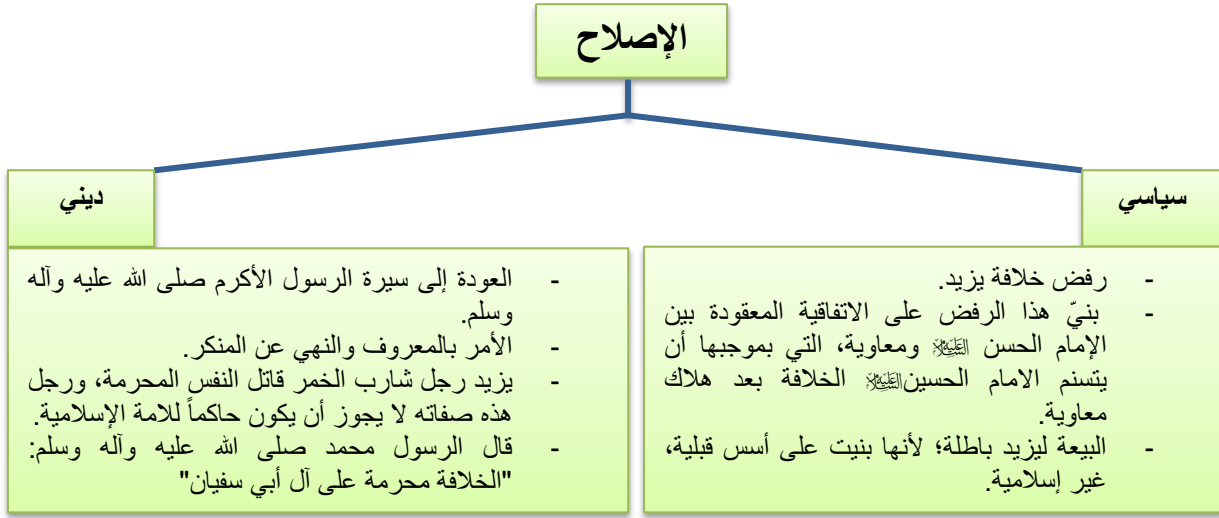 الإصلاح
سياسي
- رفض خلافة يزيد.
- بنيّ هذا الرفض على الاتفاقية المعقودة بين
الإمام الحسن عليه السلام ومعاوية، التي بموجبها أن
يتسنم الامام الحسين عليه السلام الخلافة بعد هلاك
معاوية.
- البيعة ليزيد باطلة؛ لأنها بنيت على أسس قبلية،
غير إسلامية.
ديني
- العودة إلى سيرة الرسول الأكرم صلى الله عليه وآله
وسلم.
- الأمر بالمعروف والنهي عن المنكر.
- يزيد رجل شارب الخمر قاتل النفس المحرمة، ورجل
هذه صفاته لا يجوز أن يكون حاكماً للامة الإسلامية.
- قال الرسول محمد صلى الله عليه وآله وسلم:
"الخلافة محرمة على آل أبي سفيان"